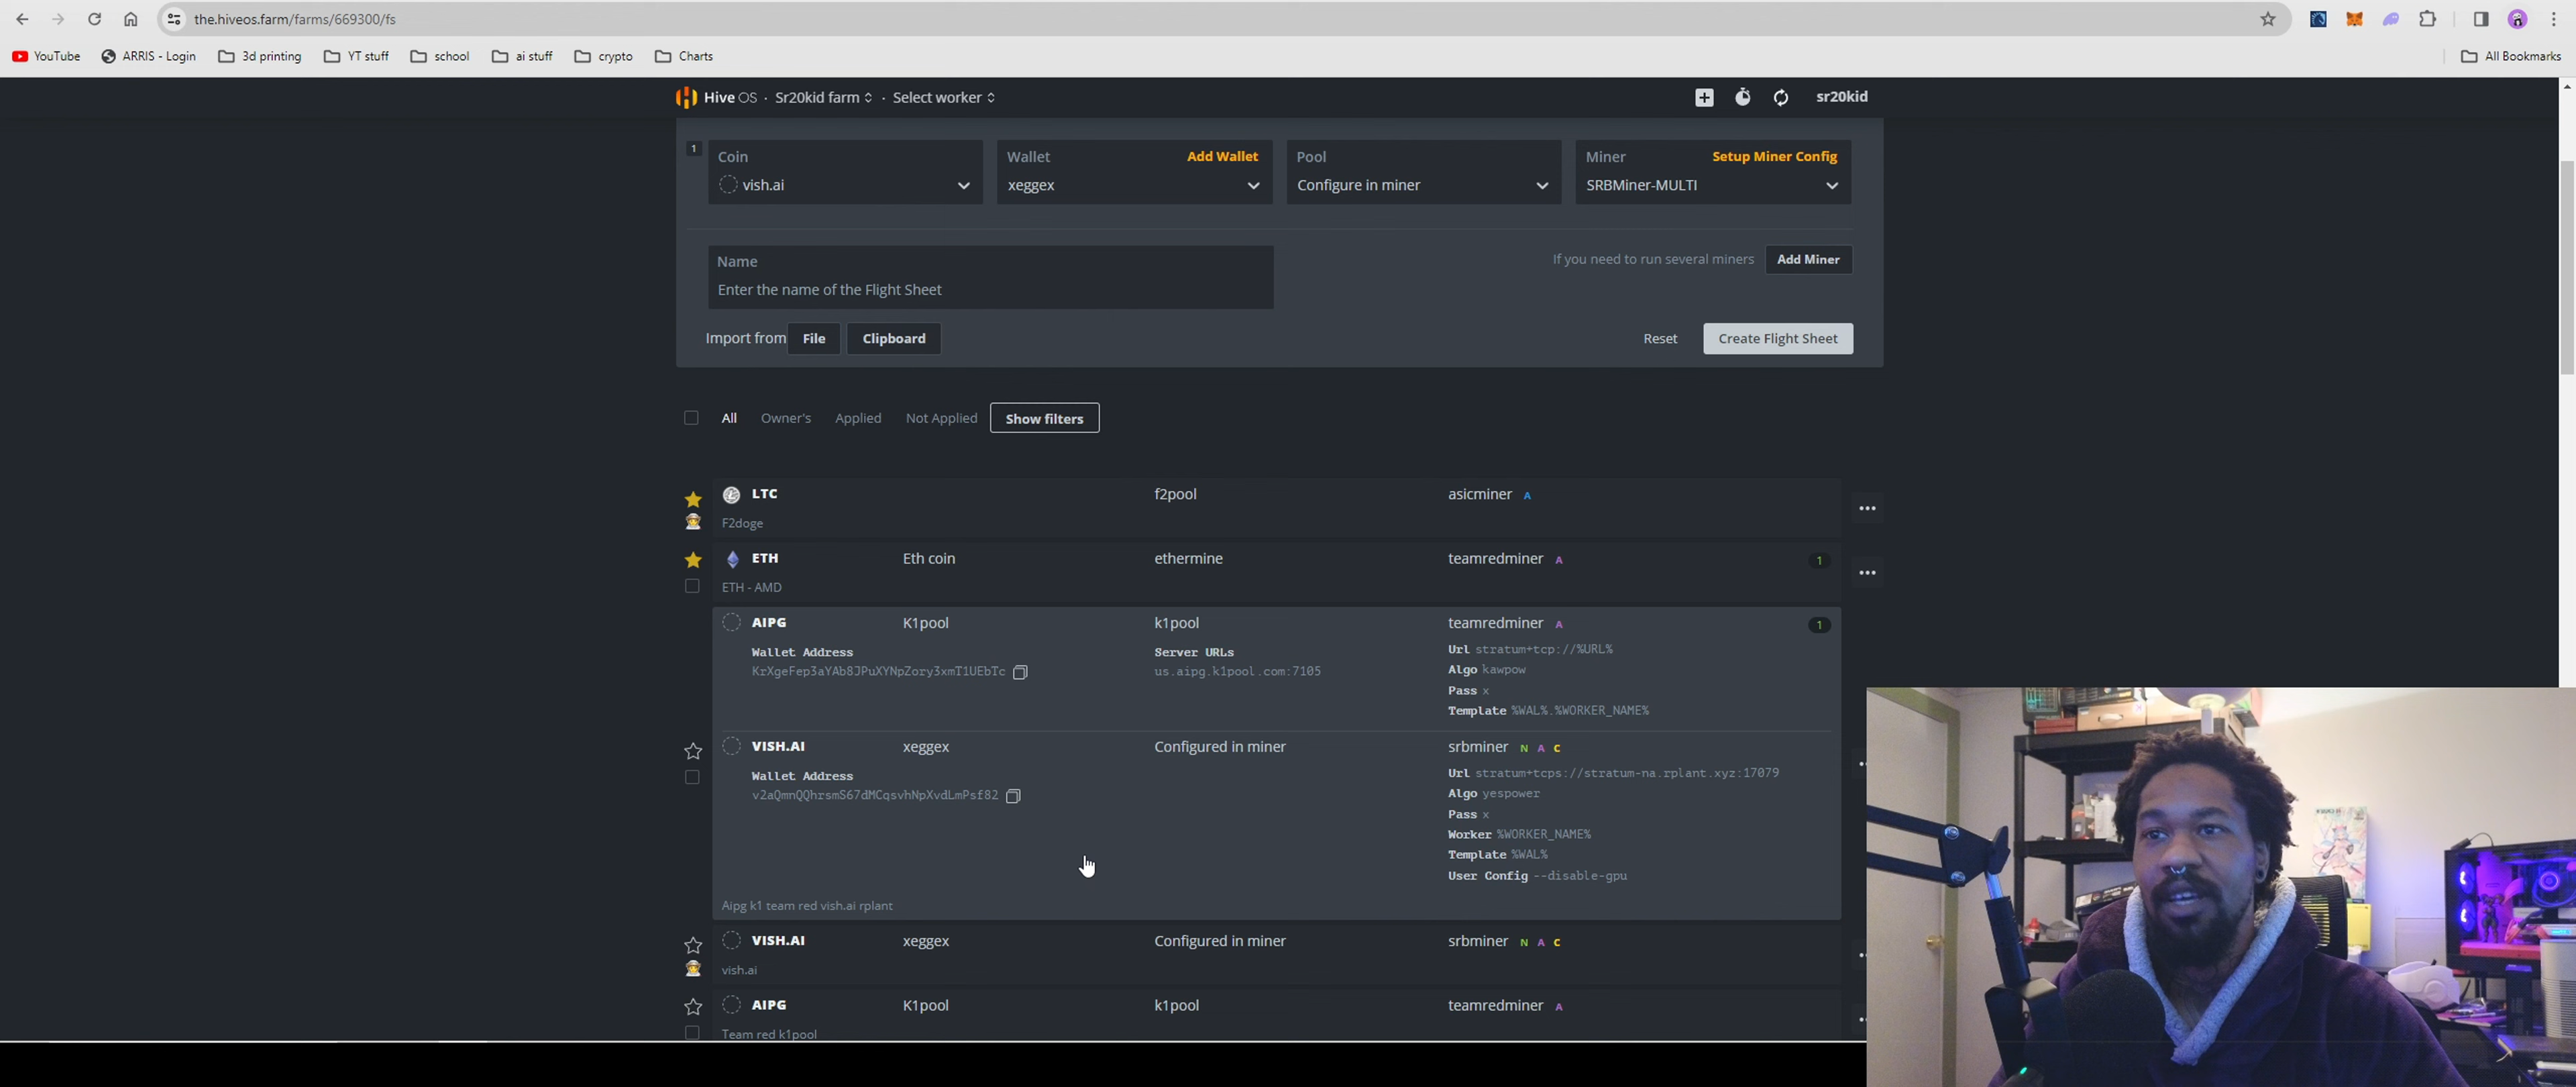 the.hiveos.farm/farms/669300/fs
YouTube ARRIS - Login 3d printing YT stuff school ai stuff crypto Charts All Bookmarks
Hive OS · Sr20kid farm · Select worker sr20kid
1 Coin Wallet Add Wallet Pool Miner Setup Miner Config
vish.ai xeggex Configure in miner SRBMiner-MULTI
Name If you need to run several miners Add Miner
Enter the name of the Flight Sheet
Import from File Clipboard Reset Create Flight Sheet
All Owner's Applied Not Applied Show filters
LTC f2pool asicminer A
F2doge
ETH Eth coin ethermine teamredminer A 1
ETH - AMD
AIPG K1pool k1pool teamredminer A 1
Wallet Address Server URLs Url stratum+tcp://%URL%
KrXgeFep3aYAb8JPuXYNpZory3xmT1UEbTc us.aipg.k1pool.com:7105 Algo kawpow
Pass x
Template %WAL%.%WORKER_NAME%
VISH.AI xeggex Configured in miner srbminer N A C
Wallet Address Url stratum+tcps://stratum-na.rplant.xyz:17079
v2aQmnQQhrsmS67dMCqsvhNpXvdLmPsf82 Algo yespower
Pass x
Worker %WORKER_NAME%
Template %WAL%
User Config --disable-gpu
Aipg k1 team red vish.ai rplant
VISH.AI xeggex Configured in miner srbminer N A C
vish.ai
AIPG K1pool k1pool teamredminer A
Team red k1pool